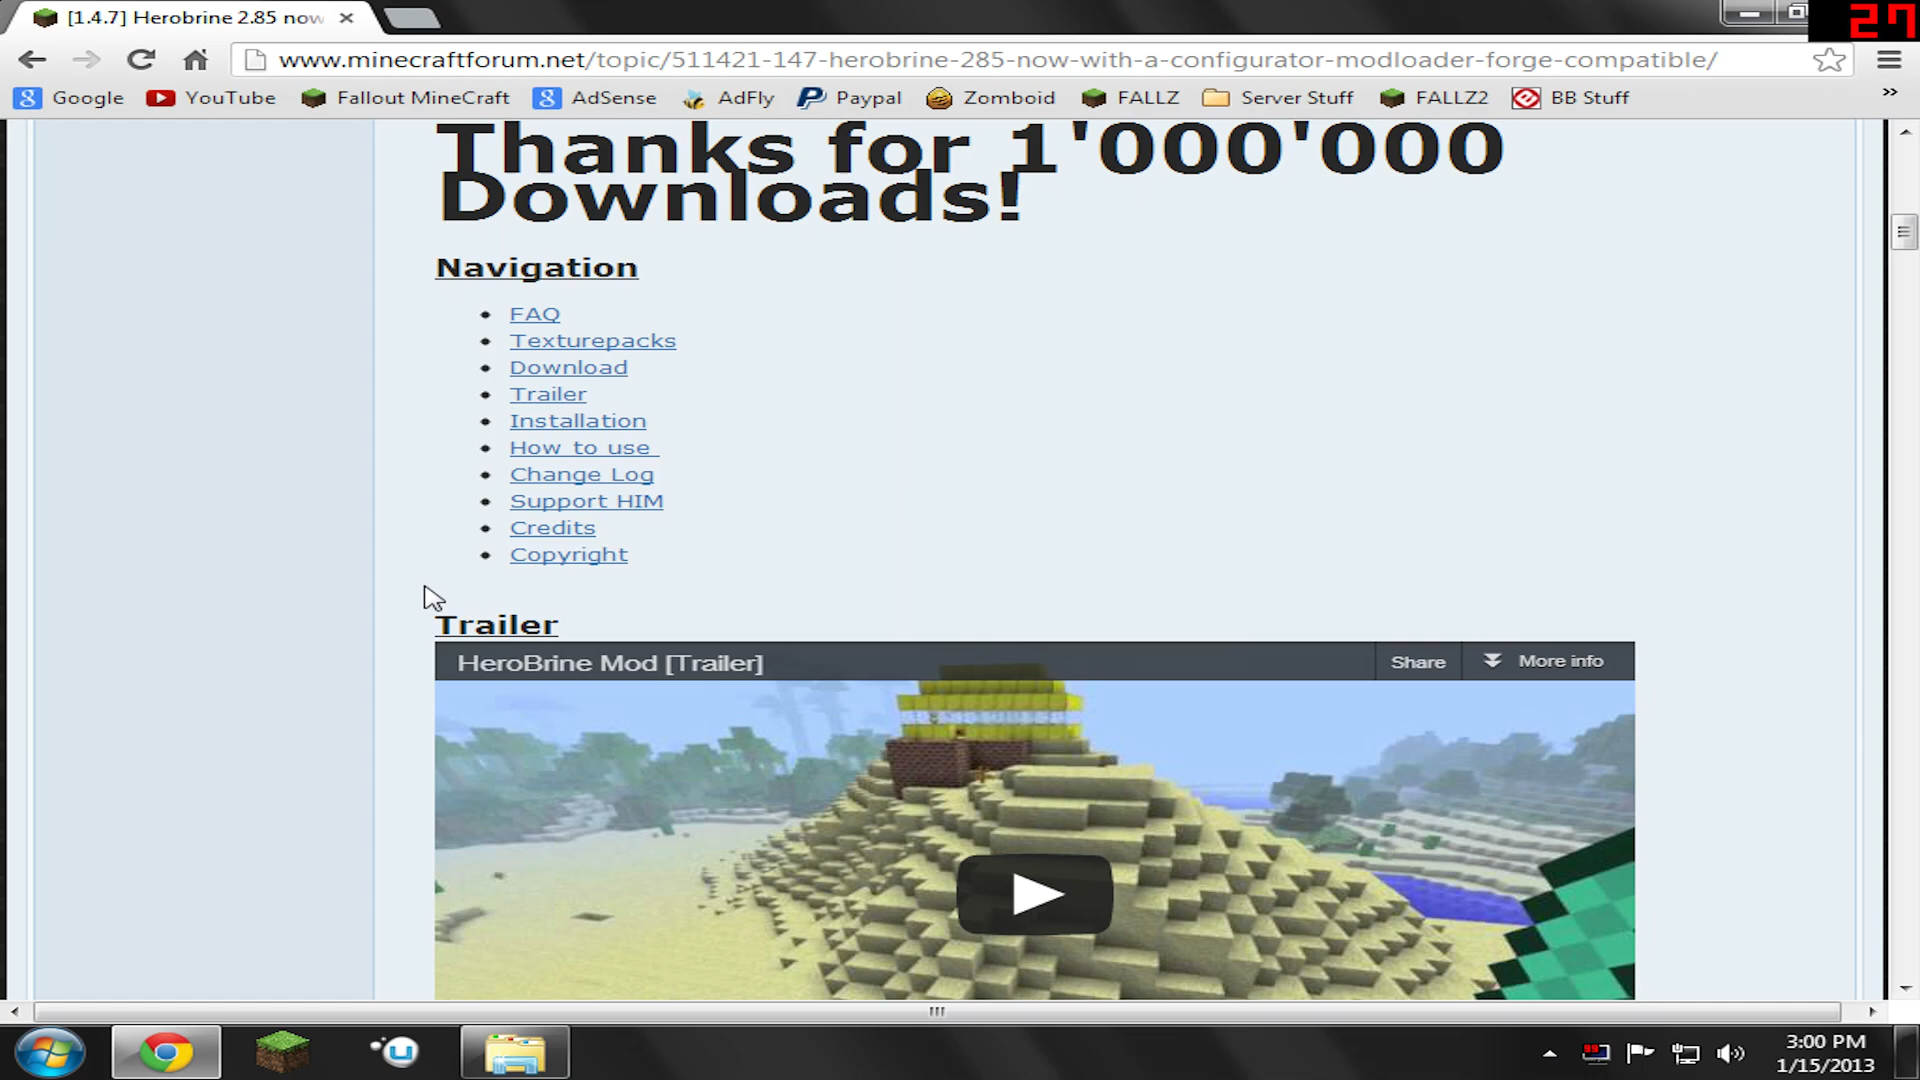 [1.4.7] Herobrine 2.85 now
27
www.minecraftforum.net/topic/511421-147-herobrine-285-now-with-a-configurator-modloader-forge-compatible/
Google YouTube Fallout MineCraft AdSense AdFly Paypal Zomboid FALLZ Server Stuff FALLZ2 BB Stuff »
Thanks for 1'000'000
Downloads!
Navigation
FAQ
Texturepacks
Download
Trailer
Installation
How to use
Change Log
Support HIM
Credits
Copyright
Trailer
HeroBrine Mod [Trailer] Share More info
3:00 PM
1/15/2013